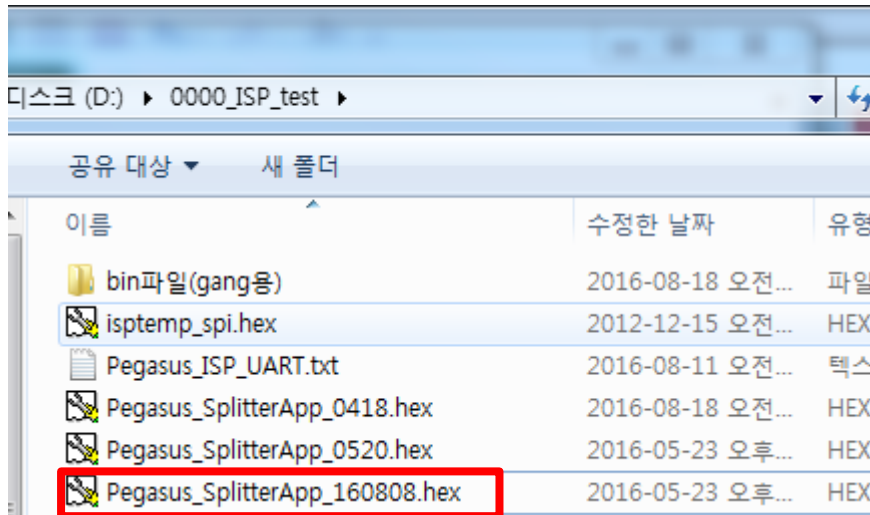 디스크 (D:) ▸ 0000_ISP_test ▸
공유 대상 ▼ 새 폴더
이름 수정한 날짜 유형
bin파일(gang용) 2016-08-18 오전... 파일
isptemp_spi.hex 2012-12-15 오전... HEX
Pegasus_ISP_UART.txt 2016-08-11 오전... 텍스
Pegasus_SplitterApp_0418.hex 2016-08-18 오전... HEX
Pegasus_SplitterApp_0520.hex 2016-05-23 오후... HEX
Pegasus_SplitterApp_160808.hex 2016-05-23 오후... HEX